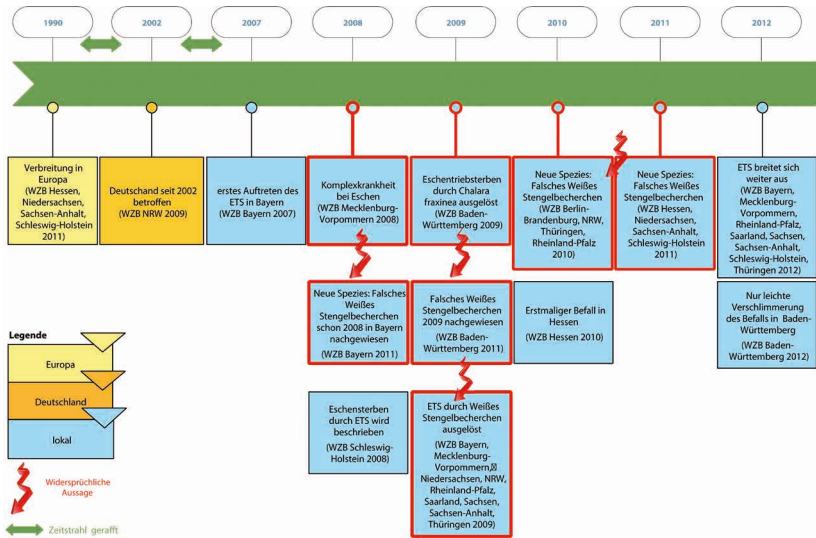 1990
2002
2007
2008
2009
2010
2011
2012
Verbreitung in
Europa
(WZB Hessen,
Niedersachsen,
Sachsen-Anhalt,
Schleswig-Holstein
2011)
Deutschand seit 2002
betroffen
(WZB NRW 2009)
erstes Auftreten des
ETS in Bayern
(WZB Bayern 2007)
Komplexkrankheit
bei Eschen
(WZB Mecklenburg-
Vorpommern 2008)
Neue Spezies: Falsches
Weißes
Stengelbecherchen
schon 2008 in Bayern
nachgewiesen
(WZB Bayern 2011)
Eschensterben
durch ETS wird
beschrieben
(WZB Schleswig-
Holstein 2008)
Eschentriebsterben
durch Chalara
fraxinea ausgelöst
(WZB Baden-
Württemberg 2009)
Falsches Weißes
Stengelbecherchen
2009 nachgewiesen
(WZB Baden-
Württemberg 2011)
ETS durch Weißes
Stengelbecherchen
ausgelöst
(WZB Bayern,
Mecklenburg-
Vorpommern,
Niedersachsen, NRW,
Rheinland-Pfalz,
Saarland, Sachsen,
Sachsen-Anhalt,
Thüringen 2009)
Neue Spezies:
Falsches Weißes
Stengelbecherchen
(WZB Berlin-
Brandenburg, NRW,
Thüringen,
Rheinland-Pfalz
2010)
Erstmaliger Befall in
Hessen
(WZB Hessen 2010)
Neue Spezies:
Falsches Weißes
Stengelbecherchen
(WZB Hessen,
Niedersachsen,
Sachsen-Anhalt,
Schleswig-Holstein
2011)
ETS breitet sich
weiter aus
(WZB Bayern,
Mecklenburg-
Vorpommern,
Rheinland-Pfalz,
Saarland, Sachsen,
Sachsen-Anhalt,
Schleswig-Holstein,
Thüringen 2012)
Nur leichte
Verschlimmerung
des Befalls in Baden-
Württemberg
(WZB Baden-
Württemberg 2012)
Legende
Europa
Deutschland
lokal
Widersprüchliche
Aussage
Zeitstrahl gerafft